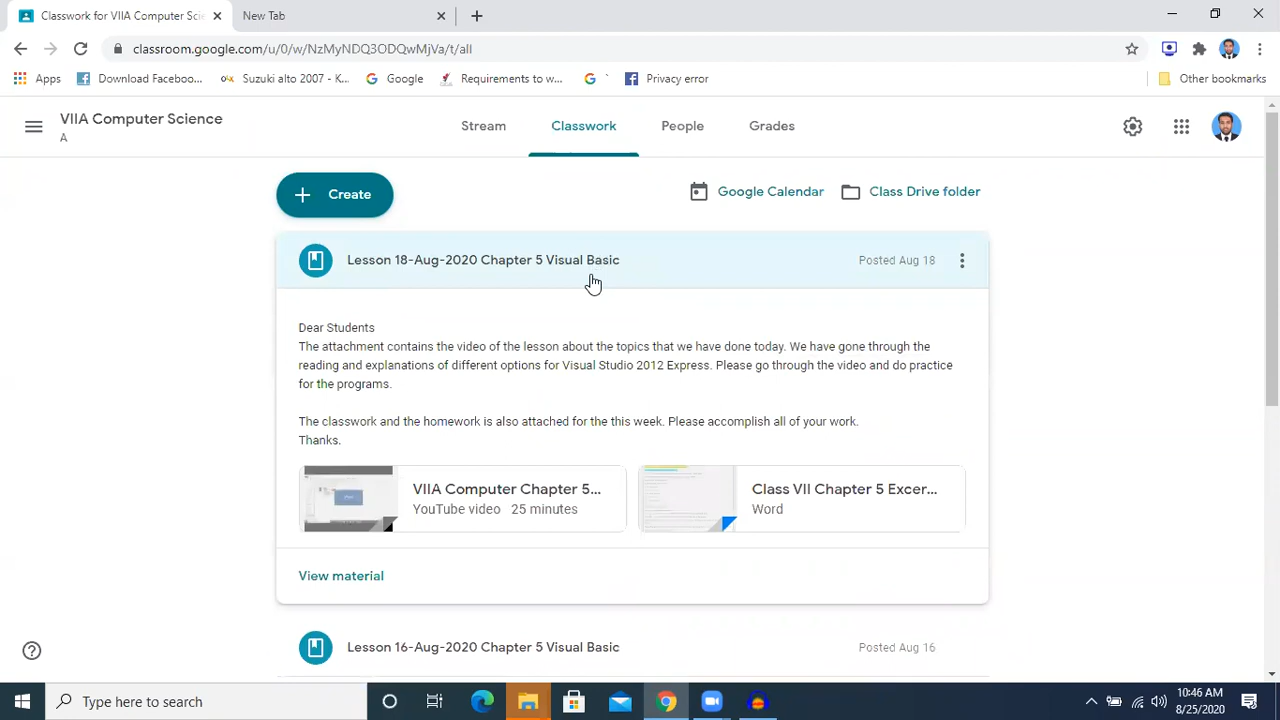 Classwork for VIIA Computer Scie
New Tab
classroom.google.com/u/0/w/NzMyNDQ3ODQwMjVa/t/all
Apps
Download Faceboo...
Suzuki alto 2007 - K...
Google
Requirements to w...
Privacy error
Other bookmarks
VIIA Computer Science
A
Stream
Classwork
People
Grades
Create
Google Calendar
Class Drive folder
Lesson 18-Aug-2020 Chapter 5 Visual Basic
Posted Aug 18
Dear Students
The attachment contains the video of the lesson about the topics that we have done today. We have gone through the
reading and explanations of different options for Visual Studio 2012 Express. Please go through the video and do practice
for the programs.
The classwork and the homework is also attached for the this week. Please accomplish all of your work.
Thanks.
VIIA Computer Chapter 5...
YouTube video 25 minutes
Class VII Chapter 5 Excer...
Word
View material
Lesson 16-Aug-2020 Chapter 5 Visual Basic
Posted Aug 16
Type here to search
10:46 AM
8/25/2020